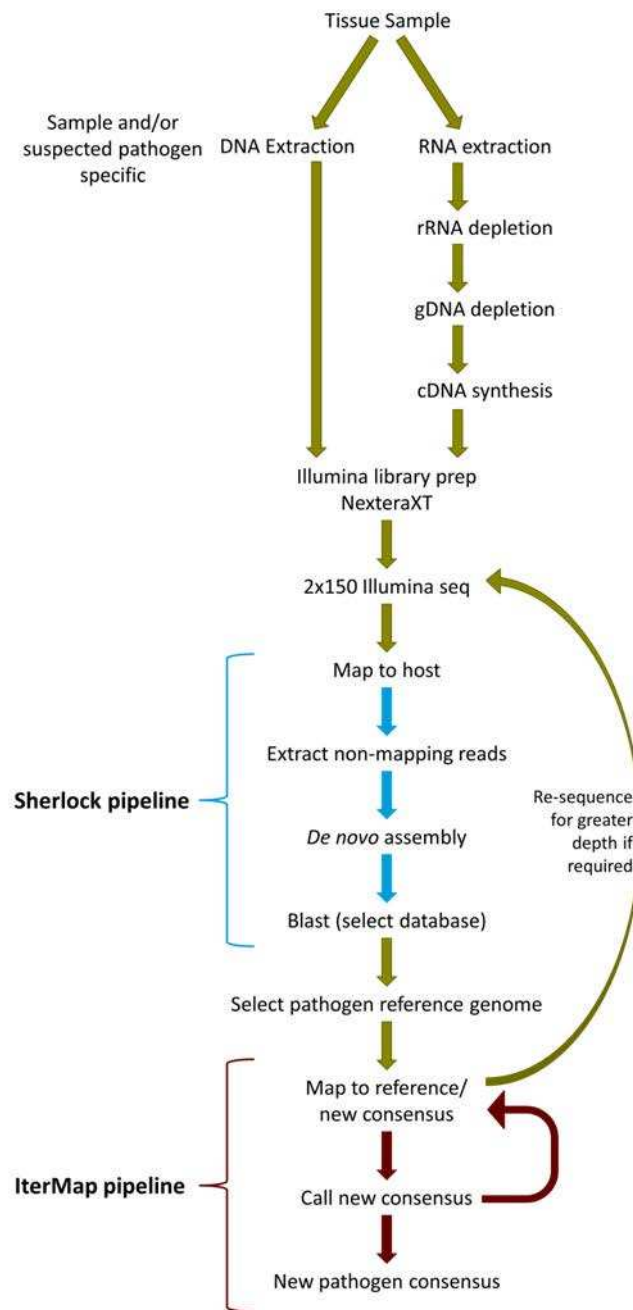 Tissue Sample
Sample and/or
suspected pathogen
specific
DNA Extraction
RNA extraction
rRNA depletion
gDNA depletion
cDNA synthesis
Illumina library prep
NexteraXT
2x150 Illumina seq
Map to host
Extract non-mapping reads
Sherlock pipeline
De novo assembly
Re-sequence
for greater
depth if
required
Blast (select database)
Select pathogen reference genome
Map to reference/
new consensus
IterMap pipeline
Call new consensus
New pathogen consensus